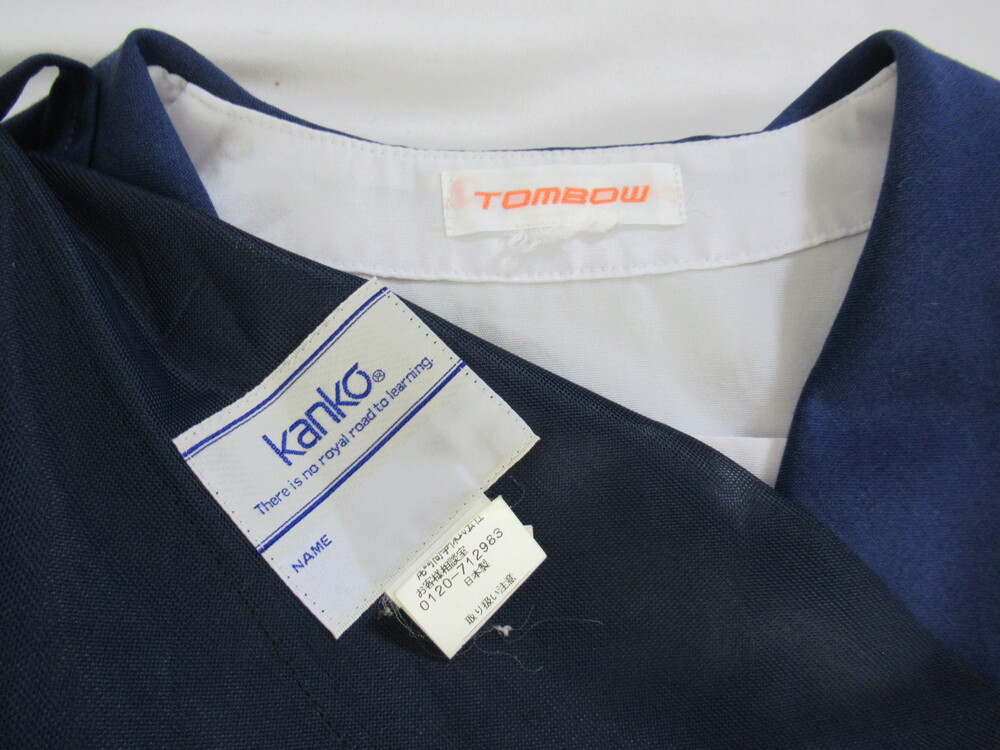 TOMBOW
kanko®
There is no royal road to learning.
NAME
お客様相談室
0120-712983
日本製
取り扱い注意